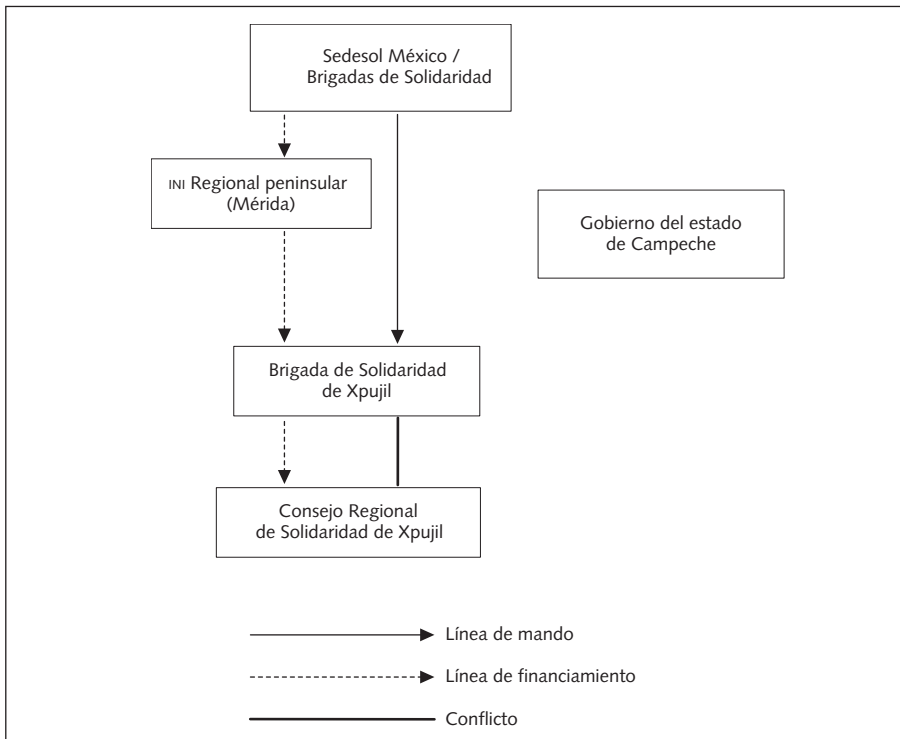 Sedesol México /
Brigadas de Solidaridad
INI Regional peninsular
(Mérida)
Gobierno del estado
de Campeche
Brigada de Solidaridad
de Xpujil
Consejo Regional
de Solidaridad de Xpujil
Línea de mando
Línea de financiamiento
Conflicto